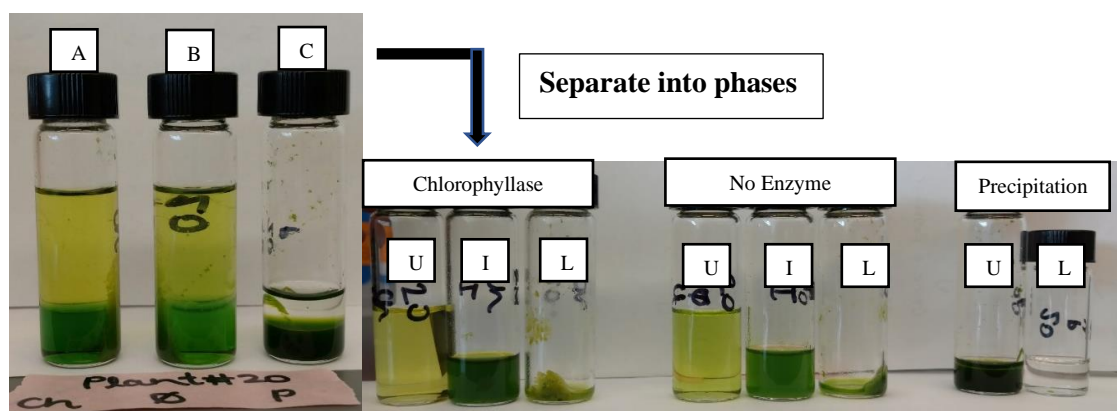 A
B
C
Separate into phases
Chlorophyllase
No Enzyme
Precipitation
U
I
L
U
I
L
U
L
Plant#20
Ch Ø P